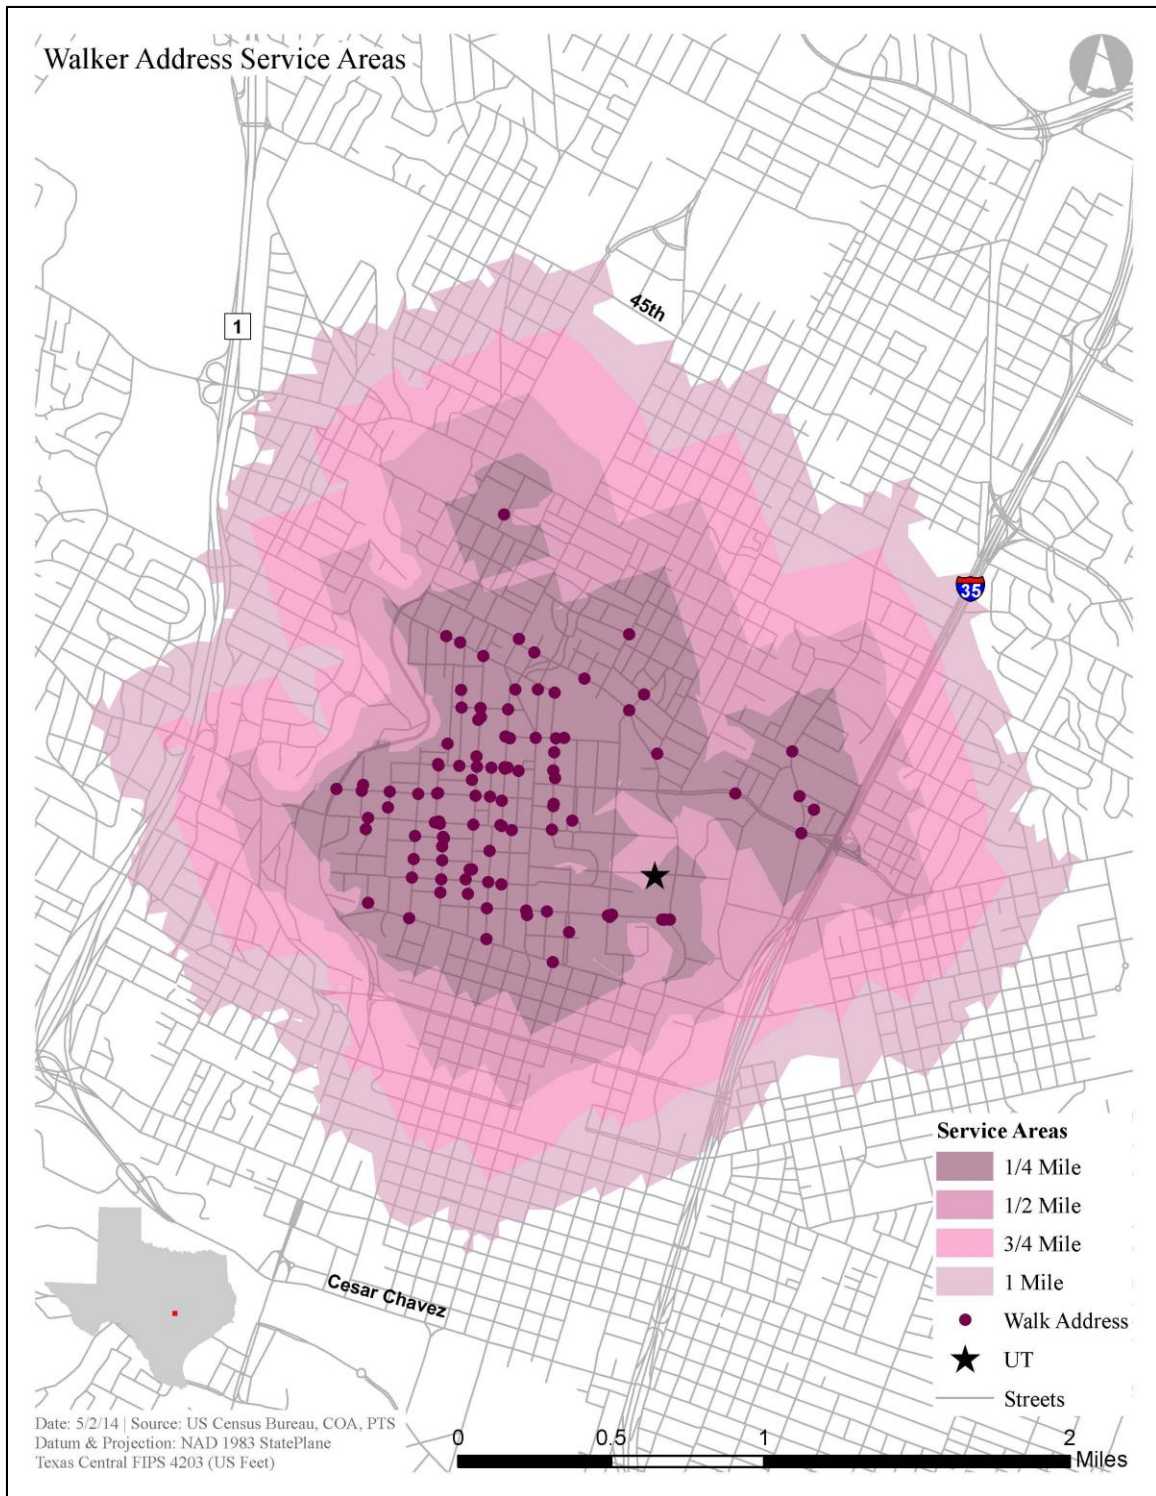 Walker Address Service Areas
45th
1
35
Service Areas
1/4 Mile
1/2 Mile
3/4 Mile
1 Mile
Walk Address
UT
Streets
Cesar Chavez
Date: 5/2/14 | Source: US Census Bureau, COA, PTS
Datum & Projection: NAD 1983 StatePlane
Texas Central FIPS 4203 (US Feet)
0 0.5 1 2
Miles